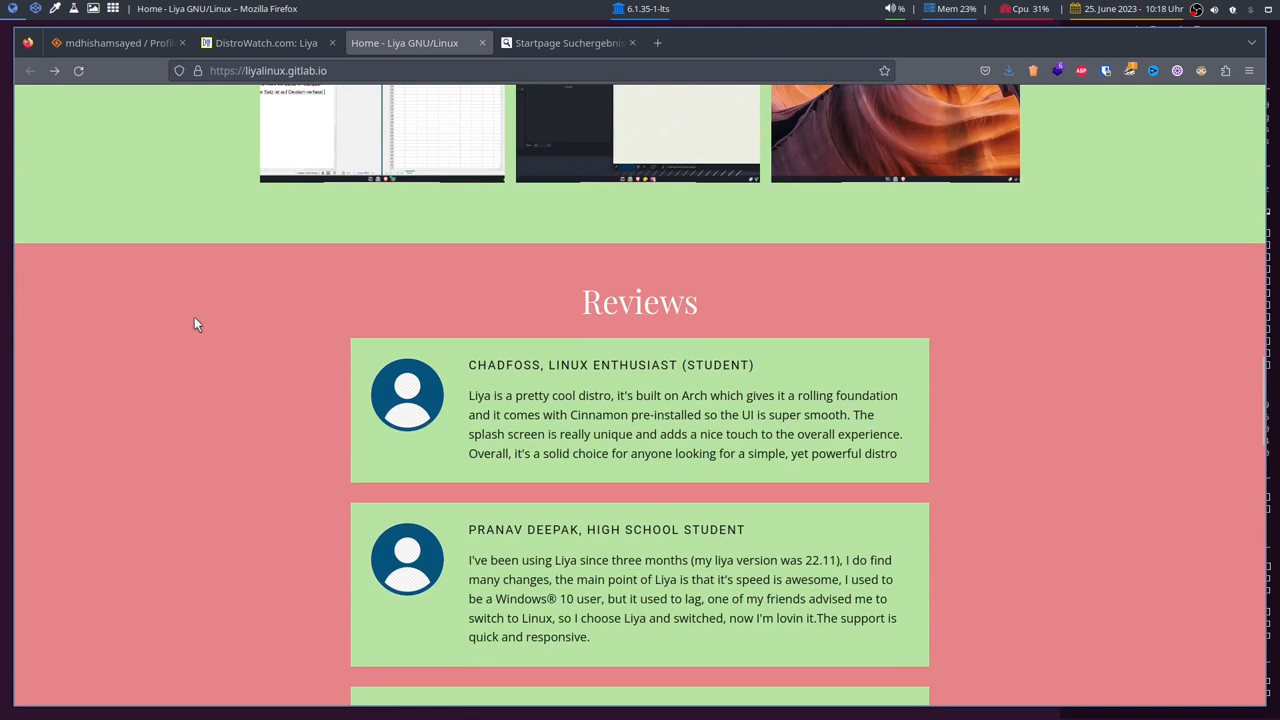 Home - Liya GNU/Linux – Mozilla Firefox
6.1.35-1-lts
%
Mem 23%
Cpu 31%
25. June 2023 - 10:18 Uhr
mdhishamsayed / Profil
DistroWatch.com: Liya
Home - Liya GNU/Linux
Startpage Suchergebnis
https://liyalinux.gitlab.io
6
ABP
Reviews
CHADFOSS, LINUX ENTHUSIAST (STUDENT)
Liya is a pretty cool distro, it's built on Arch which gives it a rolling foundation
and it comes with Cinnamon pre-installed so the UI is super smooth. The
splash screen is really unique and adds a nice touch to the overall experience.
Overall, it's a solid choice for anyone looking for a simple, yet powerful distro
PRANAV DEEPAK, HIGH SCHOOL STUDENT
I've been using Liya since three months (my liya version was 22.11), I do find
many changes, the main point of Liya is that it's speed is awesome, I used to
be a Windows® 10 user, but it used to lag, one of my friends advised me to
switch to Linux, so I choose Liya and switched, now I'm lovin it.The support is
quick and responsive.